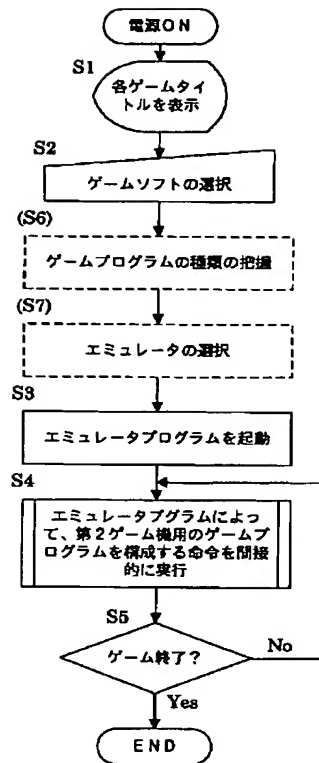 電源ON
S1
各ゲームタイ
トルを表示
S2
ゲームソフトの選択
(S6)
ゲームプログラムの種類の把握
(S7)
エミュレータの選択
S3
エミュレータプログラムを起動
S4
エミュレータプグラムによっ
て、第2ゲーム機用のゲームプ
ログラムを構成する命令を間接
的に実行
S5
ゲーム終了?
No
Yes
END